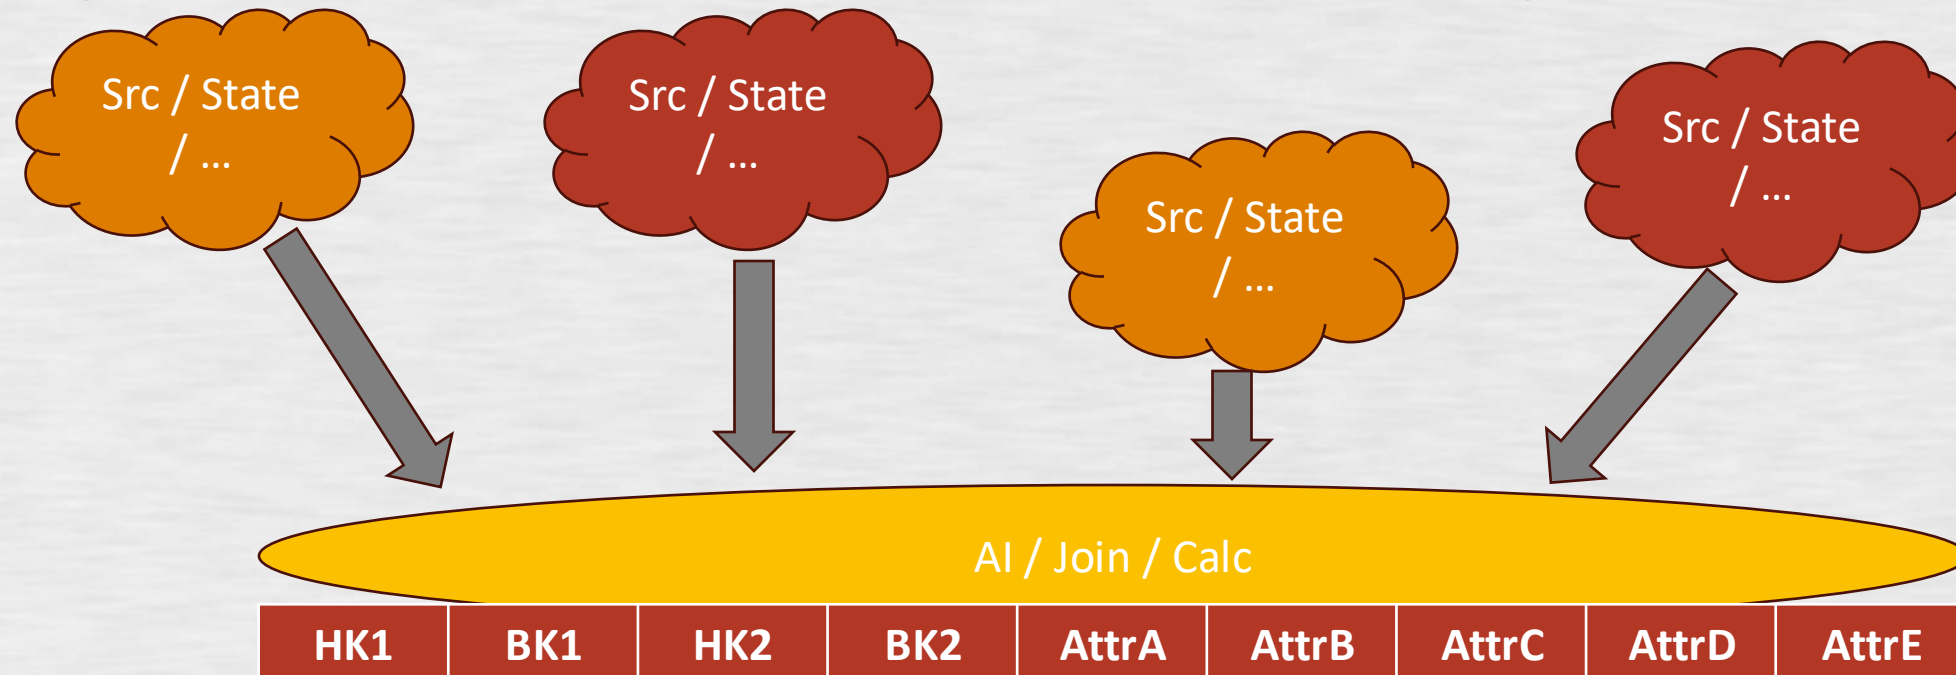 Src / State
/ ...
Src / State
/ ...
Src / State
/ ...
Src / State
/ ...
AI / Join / Calc
HK1 BK1 HK2 BK2 AttrA AttrB AttrC AttrD AttrE